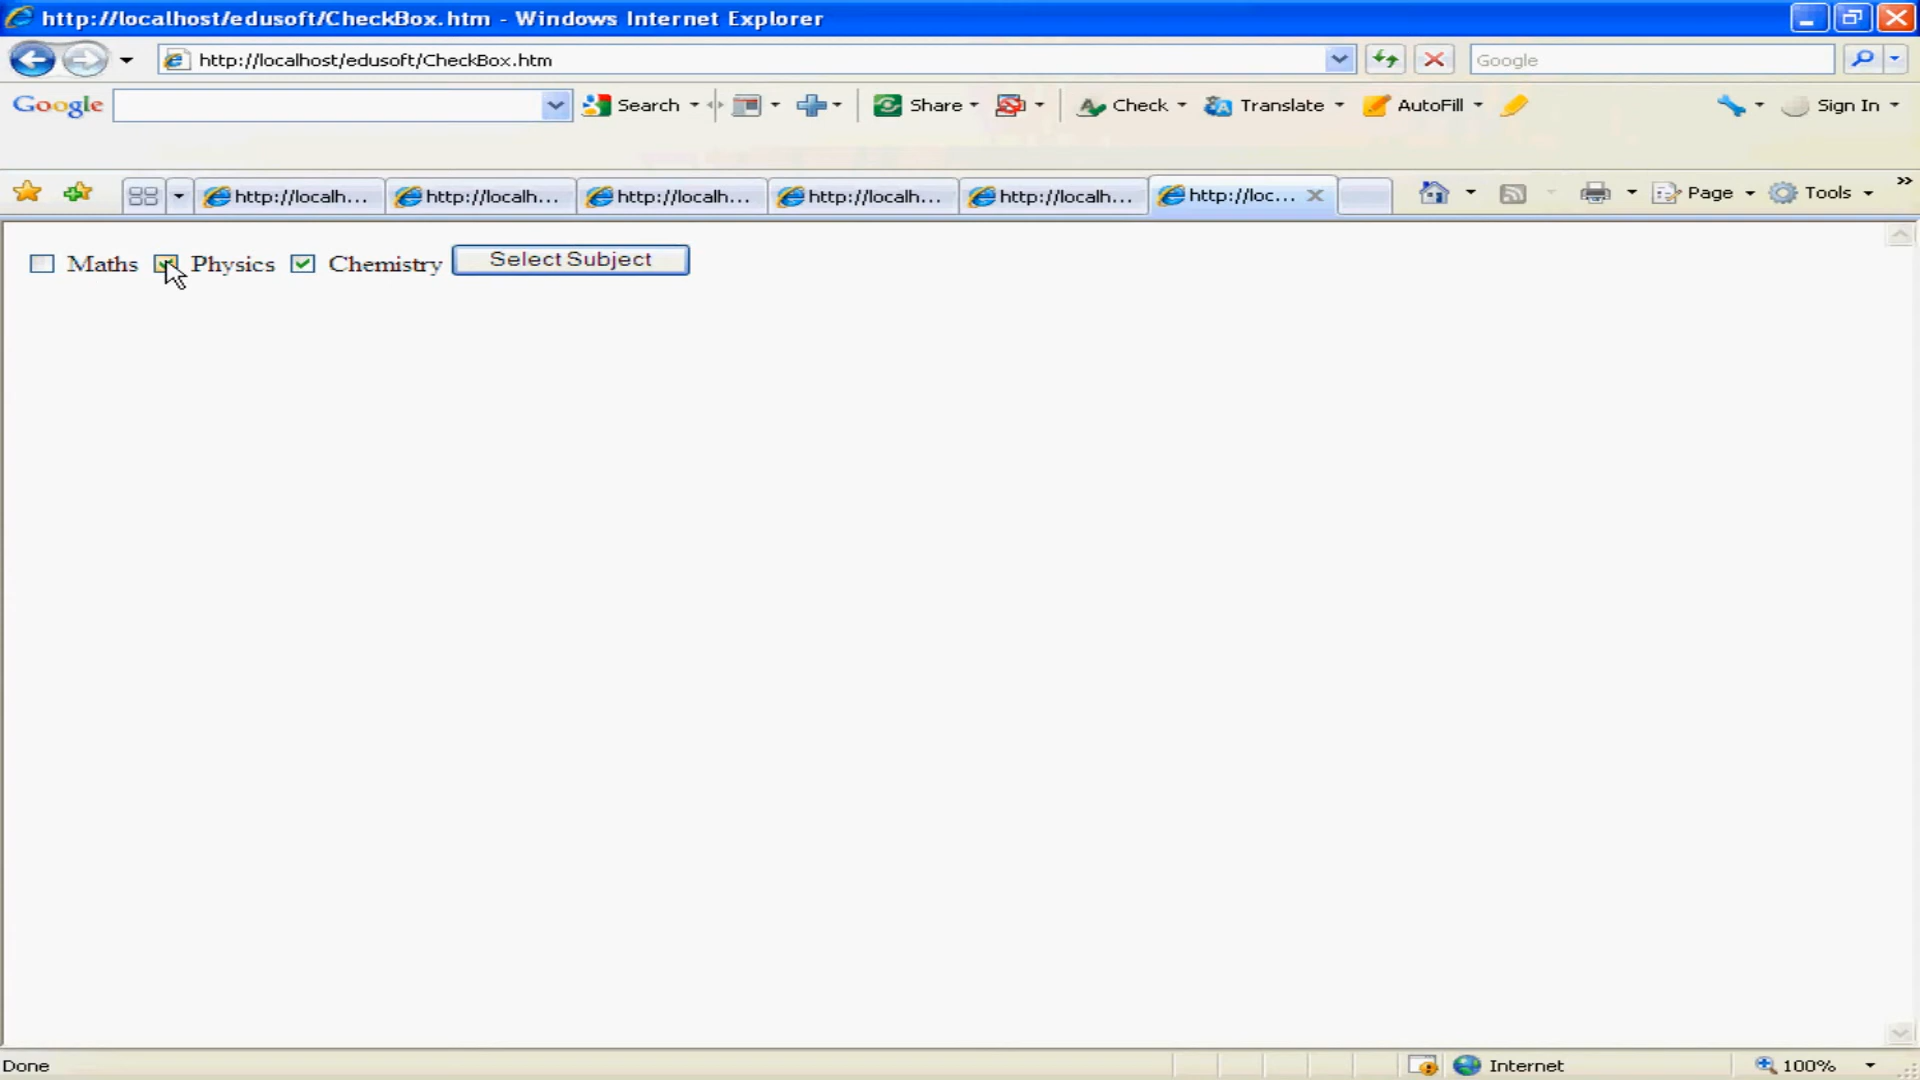 http://localhost/edusoft/CheckBox.htm - Windows Internet Explorer
http://localhost/edusoft/CheckBox.htm Google
Google Search Share Check Translate AutoFill Sign In
http://localh... http://localh... http://localh... http://localh... http://localh... http://loc... Page Tools
Maths Physics Chemistry Select Subject
Done Internet 100%